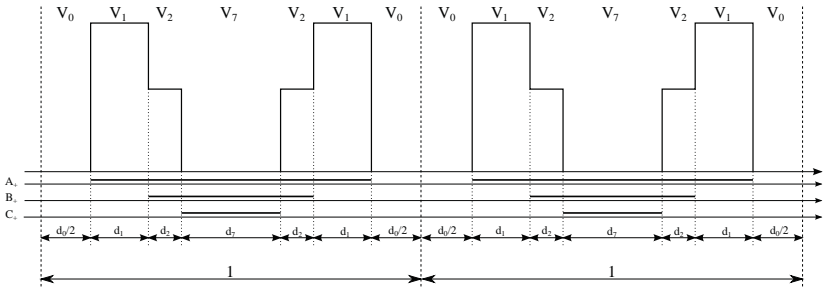 V₀ V₁ V₂ V₇ V₂ V₁ V₀ V₀ V₁ V₂ V₇ V₂ V₁ V₀
A₊
B₊
C₊
d₀/2 d₁ d₂ d₇ d₂ d₁ d₀/2 d₀/2 d₁ d₂ d₇ d₂ d₁ d₀/2
1 1